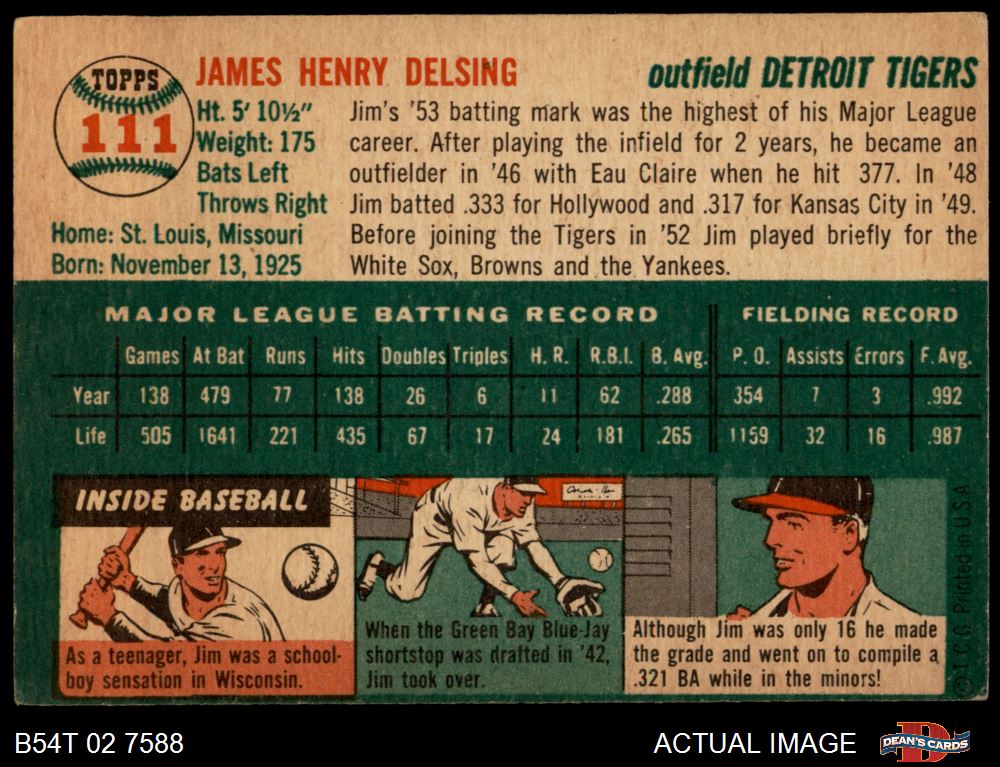 TOPPS
111
JAMES HENRY DELSING
outfield DETROIT TIGERS
Ht. 5' 10½"
Weight: 175
Bats Left
Throws Right
Home: St. Louis, Missouri
Born: November 13, 1925
Jim's '53 batting mark was the highest of his Major League
career. After playing the infield for 2 years, he became an
outfielder in '46 with Eau Claire when he hit 377. In '48
Jim batted .333 for Hollywood and .317 for Kansas City in '49.
Before joining the Tigers in '52 Jim played briefly for the
White Sox, Browns and the Yankees.
MAJOR LEAGUE BATTING RECORD FIELDING RECORD
Games At Bat Runs Hits Doubles Triples H. R. R.B.I. B. Avg. P. O. Assists Errors F. Avg.
Year 138 479 77 138 26 6 11 62 .288 354 7 3 .992
Life 505 1641 221 435 67 17 24 181 .265 1159 32 16 .987
INSIDE BASEBALL
As a teenager, Jim was a school-
boy sensation in Wisconsin.
When the Green Bay Blue-Jay
shortstop was drafted in '42,
Jim took over.
Although Jim was only 16 he made
the grade and went on to compile a
.321 BA while in the minors!
© T.C.G. Printed in U.S.A
B54T 02 7588
ACTUAL IMAGE
D
DEAN'S CARDS